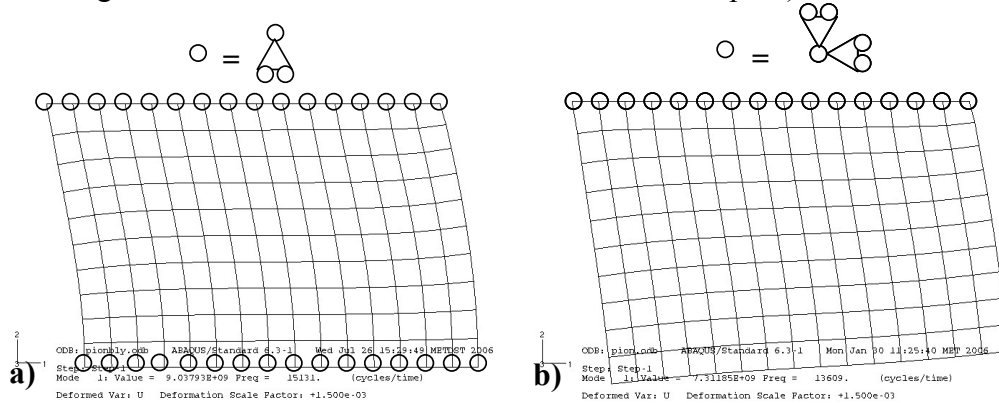 =
=
2
3 1
ODB: pionbly.odb ABAQUS/Standard 6.3-1 Wed Jul 26 15:29:49 METDST 2006
Step: Step-1
Mode 1: Value = 9.03793E+09 Freq = 15131. (cycles/time)
Deformed Var: U Deformation Scale Factor: +1.500e-03
a)
2
3 1
ODB: pion.odb ABAQUS/Standard 6.3-1 Mon Jan 30 11:25:40 MET 2006
Step: Step-1
Mode 1: Value = 7.31185E+09 Freq = 13609. (cycles/time)
Deformed Var: U Deformation Scale Factor: +1.500e-03
b)